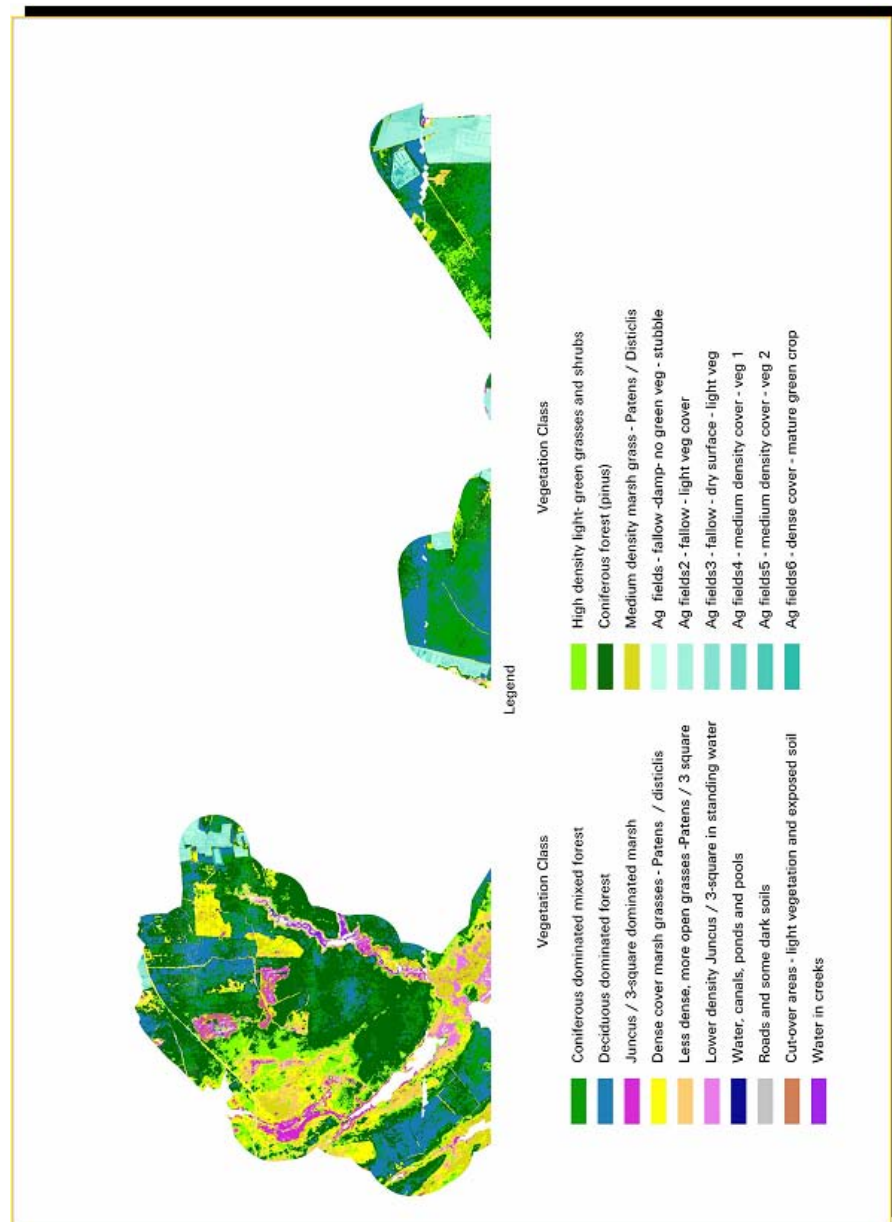 Legend
Vegetation Class
Coniferous dominated mixed forest
Deciduous dominated forest
Juncus / 3-square dominated marsh
Dense cover marsh grasses - Patens / disticlis
Less dense, more open grasses -Patens / 3 square
Lower density Juncus / 3-square in standing water
Water, canals, ponds and pools
Roads and some dark soils
Cut-over areas - light vegetation and exposed soil
Water in creeks
Vegetation Class
High density light- green grasses and shrubs
Coniferous forest (pinus)
Medium density marsh grass - Patens / Disticlis
Ag fields - fallow -damp- no green veg - stubble
Ag fields2 - fallow - light veg cover
Ag fields3 - fallow - dry surface - light veg
Ag fields4 - medium density cover - veg 1
Ag fields5 - medium density cover - veg 2
Ag fields6 - dense cover - mature green crop